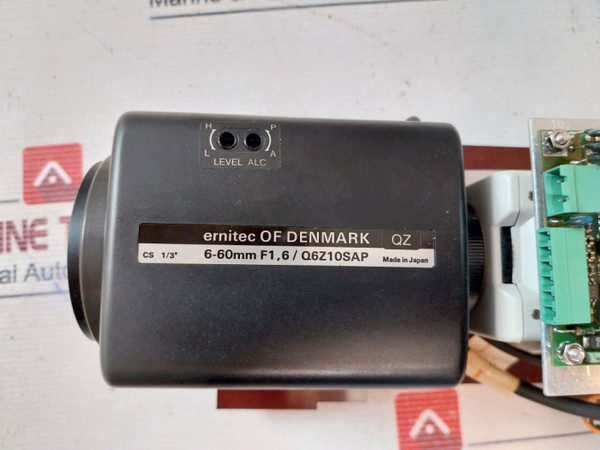 H P
L A
LEVEL ALC
ernitec OF DENMARK QZ
CS 1/3" 6-60mm F1,6 / Q6Z10SAP Made in Japan